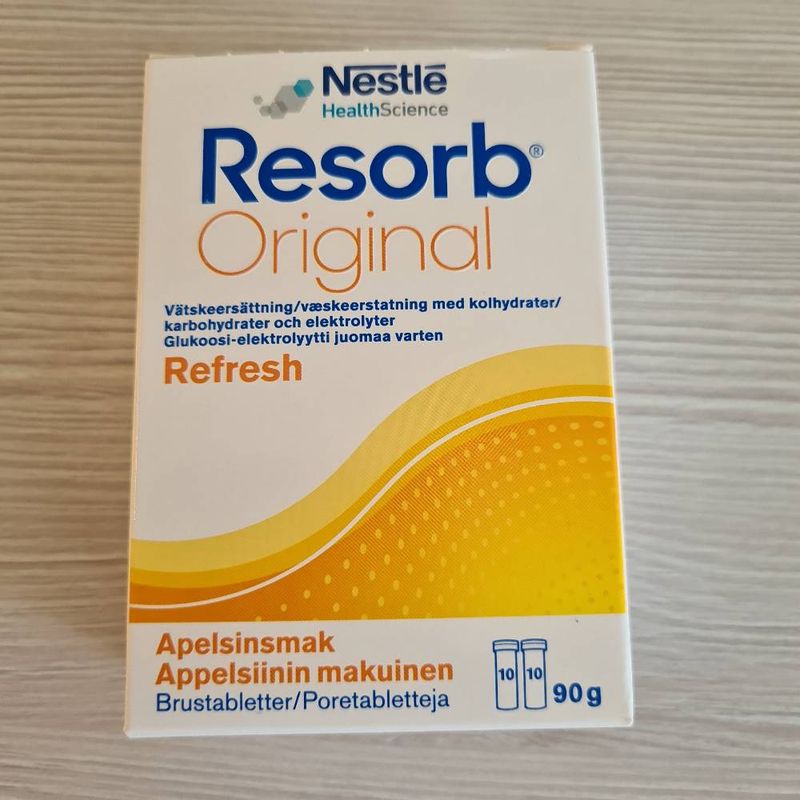 Nestlé
HealthScience
Resorb®
Original
Vätskeersättning/væskeerstatning med kolhydrater/
karbohydrater och elektrolyter
Glukoosi-elektrolyytti juomaa varten
Refresh
Apelsinsmak
Appelsiinin makuinen
Brustabletter/Poretabletteja
10 10 90 g